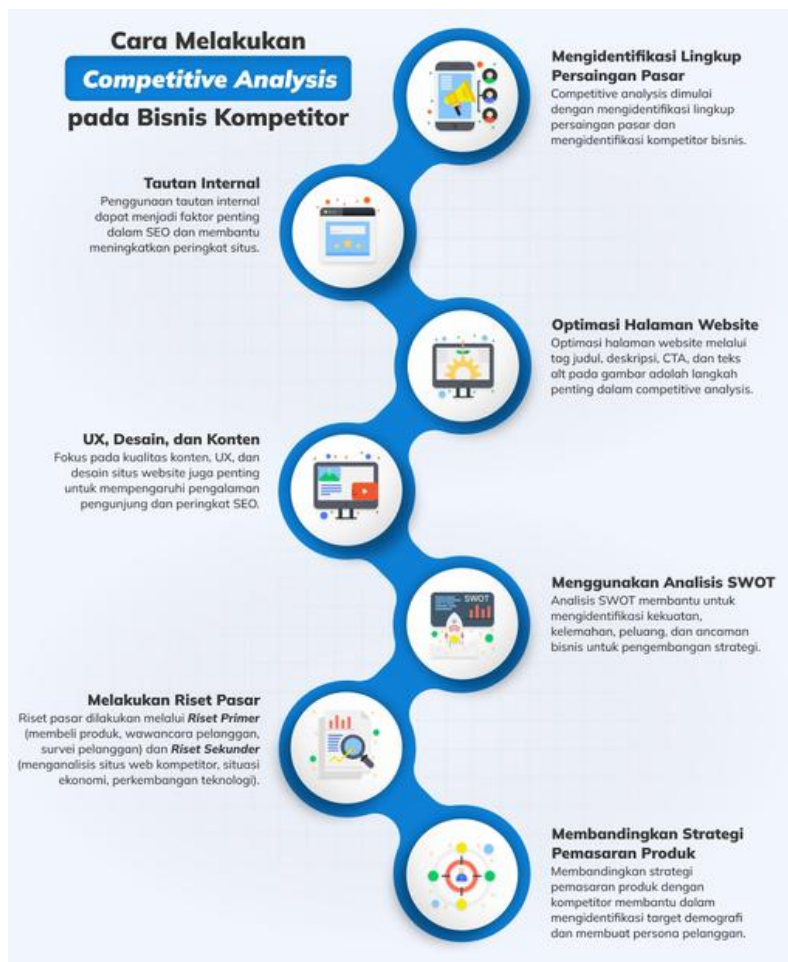 Cara Melakukan
Competitive Analysis
pada Bisnis Kompetitor
Mengidentifikasi Lingkup
Persaingan Pasar
Competitive analysis dimulai
dengan mengidentifikasi lingkup
persaingan pasar dan
mengidentifikasi kompetitor bisnis.
Tautan Internal
Penggunaan tautan internal
dapat menjadi faktor penting
dalam SEO dan membantu
meningkatkan peringkat situs.
Optimasi Halaman Website
Optimasi halaman website melalui
tag judul, deskripsi, CTA, dan teks
alt pada gambar adalah langkah
penting dalam competitive analysis.
UX, Desain, dan Konten
Fokus pada kualitas konten, UX, dan
desain situs website juga penting
untuk mempengaruhi pengalaman
pengunjung dan peringkat SEO.
SWOT
Menggunakan Analisis SWOT
Analisis SWOT membantu untuk
mengidentifikasi kekuatan,
kelemahan, peluang, dan ancaman
bisnis untuk pengembangan strategi.
Melakukan Riset Pasar
Riset pasar dilakukan melalui Riset Primer
(membeli produk, wawancara pelanggan,
survei pelanggan) dan Riset Sekunder
(menganalisis situs web kompetitor, situasi
ekonomi, perkembangan teknologi).
Membandingkan Strategi
Pemasaran Produk
Membandingkan strategi
pemasaran produk dengan
kompetitor membantu dalam
mengidentifikasi target demografi
dan membuat persona pelanggan.